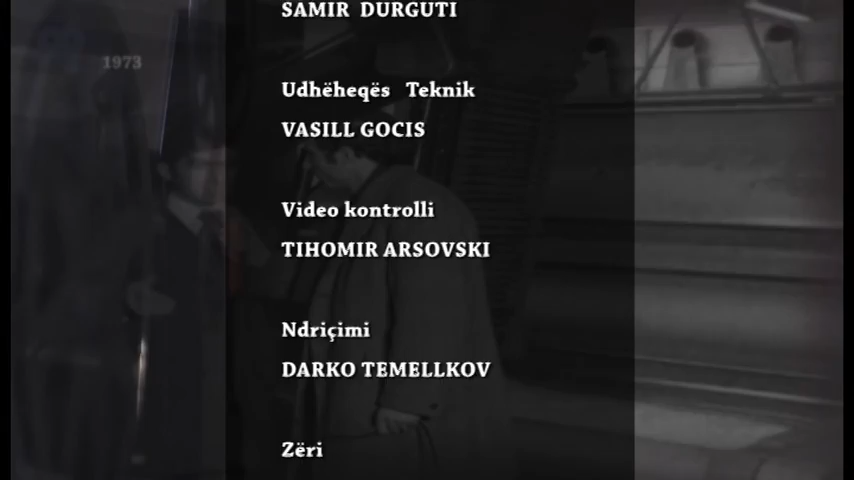 SAMIR DURGUTI
1973
Udhëheqës Teknik
VASILL GOCIS
Video kontrolli
TIHOMIR ARSOVSKI
Ndriçimi
DARKO TEMELLKOV
Zëri